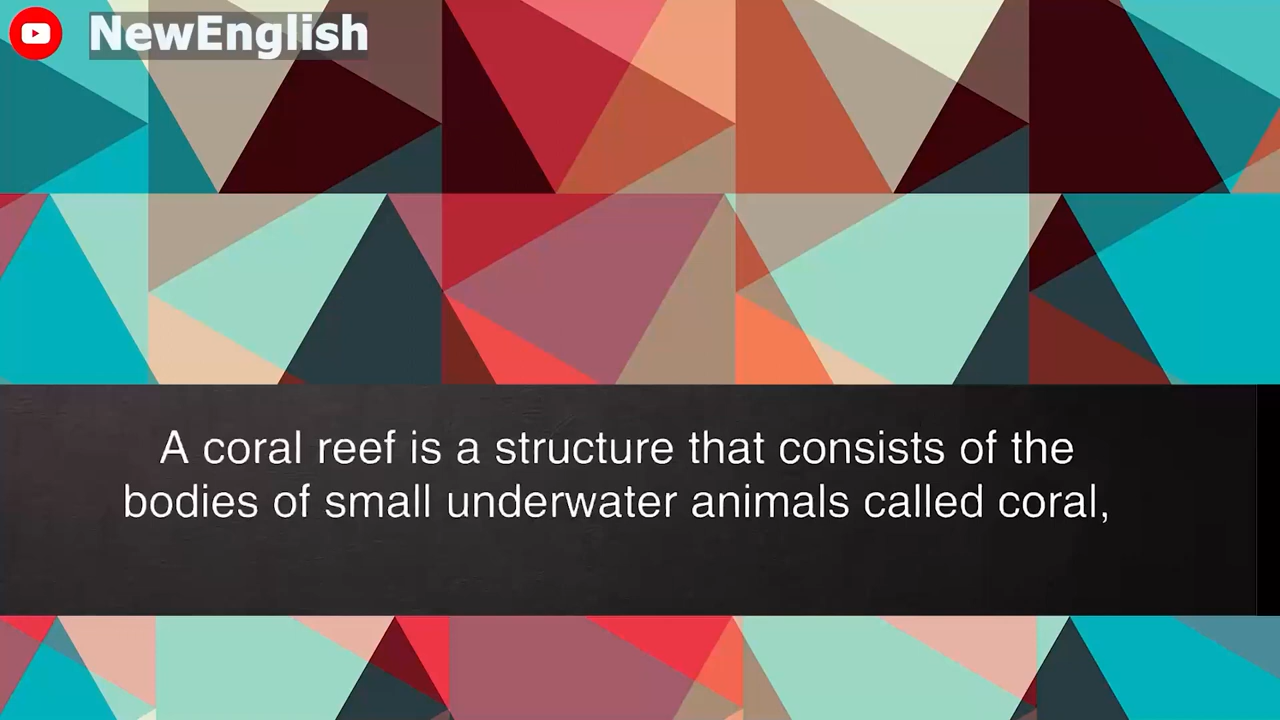 NewEnglish
A coral reef is a structure that consists of the
bodies of small underwater animals called coral,